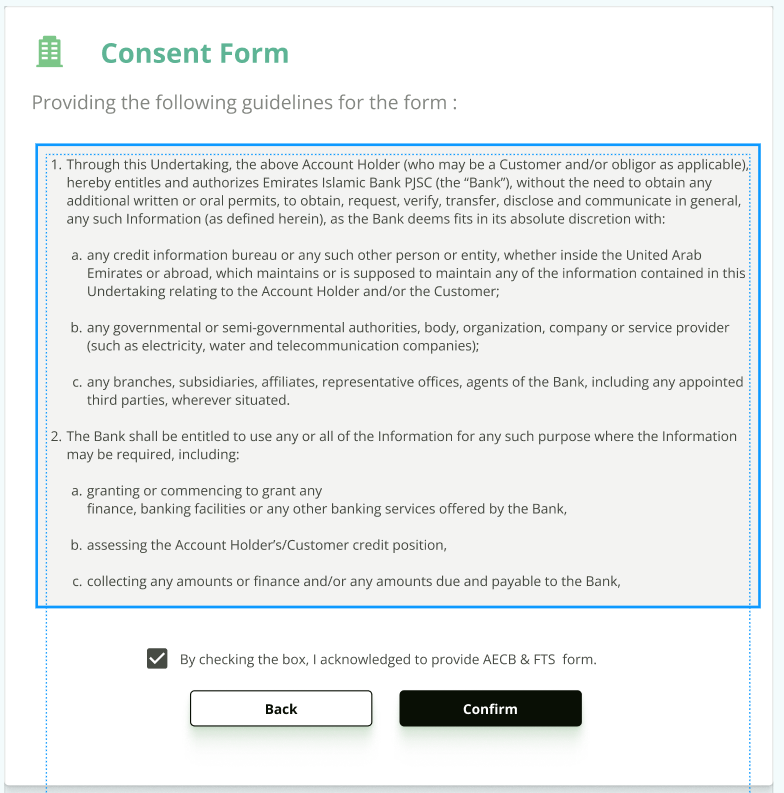 Consent Form
Providing the following guidelines for the form :
1. Through this Undertaking, the above Account Holder (who may be a Customer and/or obligor as applicable),
hereby entitles and authorizes Emirates Islamic Bank PJSC (the “Bank”), without the need to obtain any
additional written or oral permits, to obtain, request, verify, transfer, disclose and communicate in general,
any such Information (as defined herein), as the Bank deems fits in its absolute discretion with:
a. any credit information bureau or any such other person or entity, whether inside the United Arab
Emirates or abroad, which maintains or is supposed to maintain any of the information contained in this
Undertaking relating to the Account Holder and/or the Customer;
b. any governmental or semi-governmental authorities, body, organization, company or service provider
(such as electricity, water and telecommunication companies);
c. any branches, subsidiaries, affiliates, representative offices, agents of the Bank, including any appointed
third parties, wherever situated.
2. The Bank shall be entitled to use any or all of the Information for any such purpose where the Information
may be required, including:
a. granting or commencing to grant any
finance, banking facilities or any other banking services offered by the Bank,
b. assessing the Account Holder’s/Customer credit position,
c. collecting any amounts or finance and/or any amounts due and payable to the Bank,
By checking the box, I acknowledged to provide AECB & FTS  form.
Back
Confirm